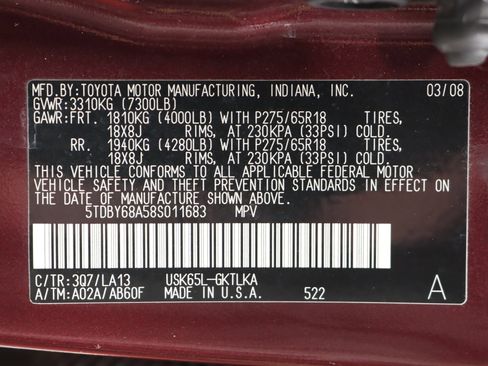 MFD.BY:TOYOTA MOTOR MANUFACTURING, INDIANA, INC. 03/08
GVWR:3310KG (7300LB)
GAWR:FRT. 1810KG (4000LB) WITH P275/65R18 TIRES,
18X8J RIMS, AT 230KPA (33PSI) COLD.
RR. 1940KG (4280LB) WITH P275/65R18 TIRES,
18X8J RIMS, AT 230KPA (33PSI) COLD.
THIS VEHICLE CONFORMS TO ALL APPLICABLE FEDERAL MOTOR
VEHICLE SAFETY AND THEFT PREVENTION STANDARDS IN EFFECT
ON THE DATE OF MANUFACTURE SHOWN ABOVE.
5TDBY68A58S011683 MPV
C/TR:3Q7/LA13 USK65L-GKTLKA
A/TM:A02A/AB60F MADE IN U.S.A. 522 A